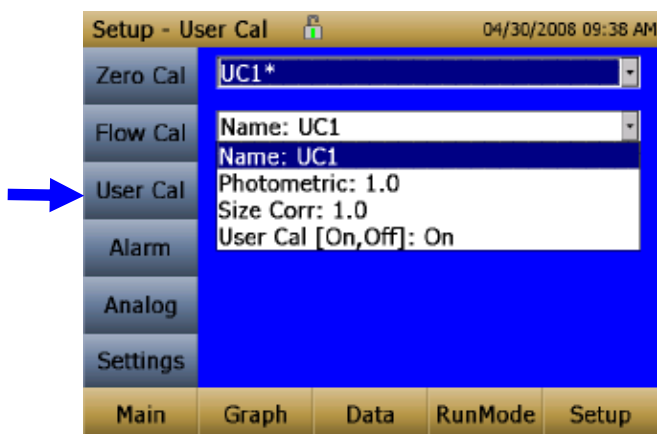 Setup - User Cal 04/30/2008 09:38 AM
Zero Cal
UC1*
Flow Cal
Name: UC1
Name: UC1
User Cal
Photometric: 1.0
Size Corr: 1.0
User Cal [On,Off]: On
Alarm
Analog
Settings
Main Graph Data RunMode Setup